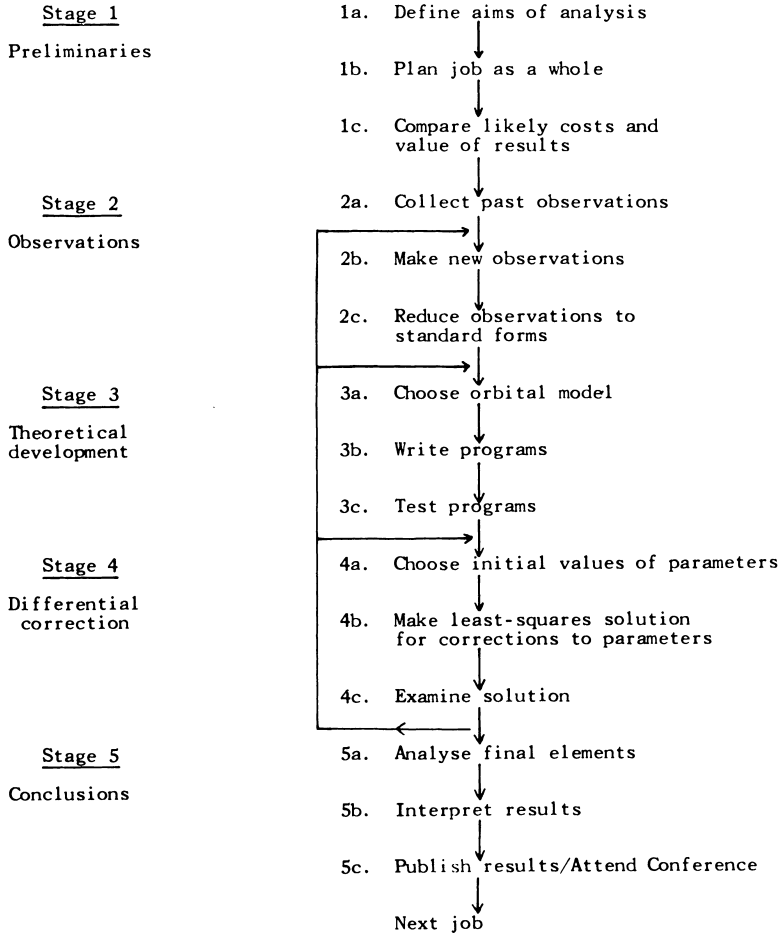 Stage 1
Preliminaries
1a. Define aims of analysis
1b. Plan job as a whole
1c. Compare likely costs and
value of results
Stage 2
Observations
2a. Collect past observations
2b. Make new observations
2c. Reduce observations to
standard forms
Stage 3
Theoretical
development
3a. Choose orbital model
3b. Write programs
3c. Test programs
Stage 4
Differential
correction
4a. Choose initial values of parameters
4b. Make least-squares solution
for corrections to parameters
4c. Examine solution
Stage 5
Conclusions
5a. Analyse final elements
5b. Interpret results
5c. Publish results/Attend Conference
Next job